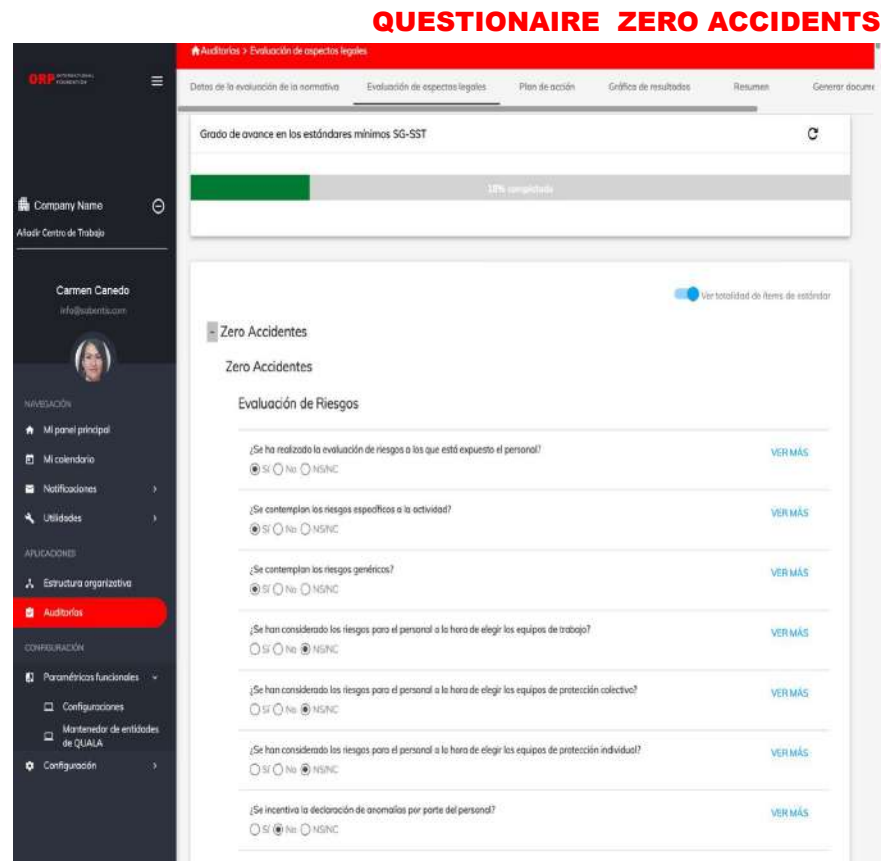 QUESTIONAIRE ZERO ACCIDENTS
Auditorías > Evaluación de aspectos legales
ORP INTERNATIONAL FOUNDATION
Datos de la evaluación de la normativa Evaluación de aspectos legales Plan de acción Gráfica de resultados Resumen Generar docume
Grado de avance en los estándares mínimos SG-SST
18% completado
Company Name
Añadir Centro de Trabajo
Carmen Canedo
info@sabentis.com
NAVEGACIÓN
Mi panel principal
Mi calendario
Notificaciones
Utilidades
APLICACIONES
Estructura organizativa
Auditorías
CONFIGURACIÓN
Paramétricas funcionales
Configuraciones
Mantenedor de entidades
de QUALA
Configuración
Ver totalidad de ítems de estándar
- Zero Accidentes
Zero Accidentes
Evaluación de Riesgos
¿Se ha realizado la evaluación de riesgos a los que está expuesto el personal? VER MÁS
Sí No NS/NC
¿Se contemplan los riesgos específicos a la actividad? VER MÁS
Sí No NS/NC
¿Se contemplan los riesgos genéricos? VER MÁS
Sí No NS/NC
¿Se han considerado los riesgos para el personal a la hora de elegir los equipos de trabajo? VER MÁS
Sí No NS/NC
¿Se han considerado los riesgos para el personal a la hora de elegir los equipos de protección colectiva? VER MÁS
Sí No NS/NC
¿Se han considerado los riesgos para el personal a la hora de elegir los equipos de protección individual? VER MÁS
Sí No NS/NC
¿Se incentiva la declaración de anomalías por parte del personal? VER MÁS
Sí No NS/NC